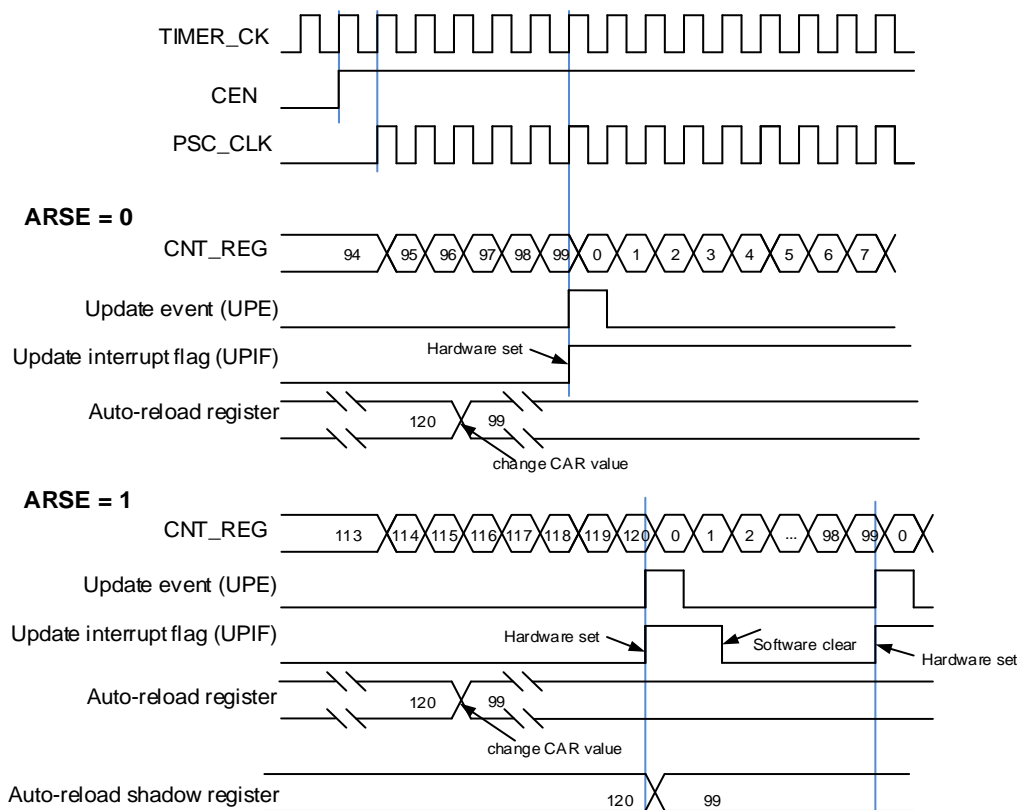 TIMER_CK
CEN
PSC_CLK
ARSE = 0
CNT_REG 94 95 96 97 98 99 0 1 2 3 4 5 6 7
Update event (UPE)
Update interrupt flag (UPIF) Hardware set
Auto-reload register 120 99
change CAR value
ARSE = 1
CNT_REG 113 114 115 116 117 118 119 120 0 1 2 ... 98 99 0
Update event (UPE)
Update interrupt flag (UPIF) Hardware set Software clear Hardware set
Auto-reload register 120 99
change CAR value
Auto-reload shadow register 120 99